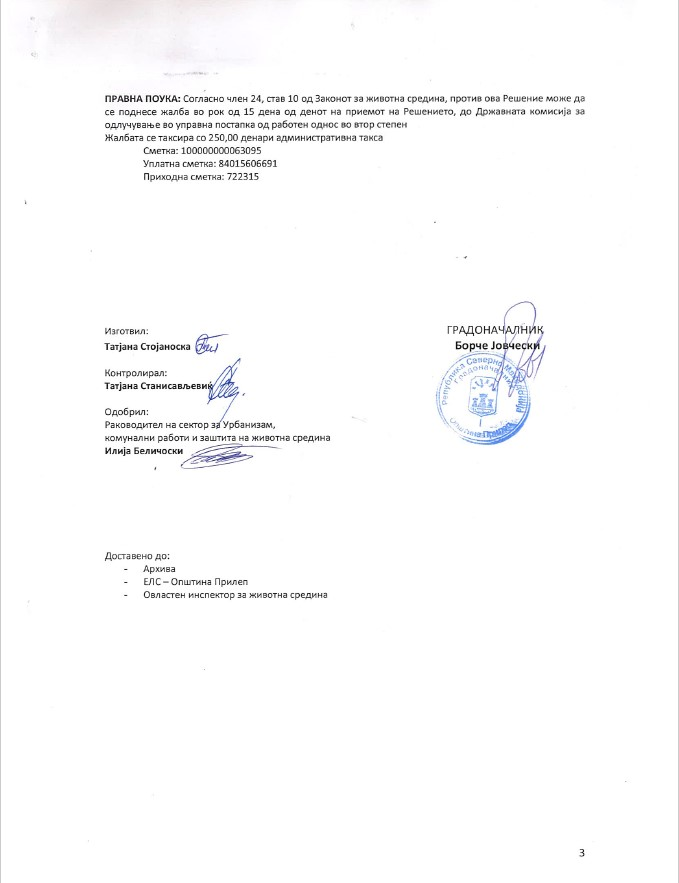 ПРАВНА ПОУКА: Согласно член 24, став 10 од Законот за животна средина, против ова Решение може да
се поднесе жалба во рок од 15 дена од денот на приемот на Решението, до Државната комисија за
одлучување во управна постапка од работен однос во втор степен
Жалбата се таксира со 250,00 денари административна такса
Сметка: 100000000063095
Уплатна сметка: 84015606691
Приходна сметка: 722315
Изготвил:
Татјана Стојаноска
Контролирал:
Татјана Станисављевиќ
Одобрил:
Раководител на сектор за Урбанизам,
комунални работи и заштита на животна средина
Илија Беличоски
ГРАДОНАЧАЛНИК
Борче Јовчески
Република Северна Македонија
Градоначалник
Доставено до:
- Архива
- ЕЛС – Општина Прилеп
- Овластен инспектор за животна средина
3